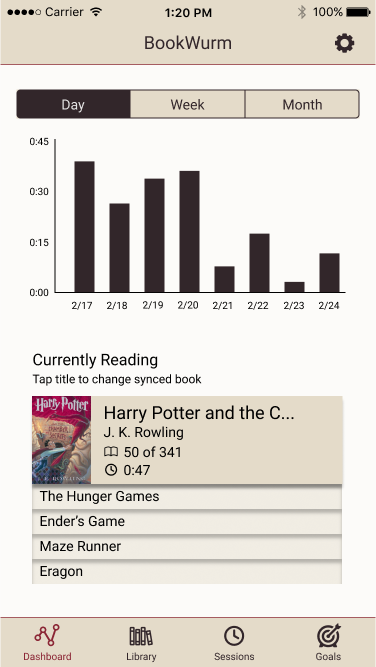 Carrier 1:20 PM 100%
BookWurm
Day Week Month
0:45
0:30
0:15
0:00
2/17 2/18 2/19 2/20 2/21 2/22 2/23 2/24
Currently Reading
Tap title to change synced book
Harry Potter
Harry Potter and the C...
J. K. Rowling
50 of 341
0:47
The Hunger Games
Ender's Game
Maze Runner
Eragon
Dashboard Library Sessions Goals